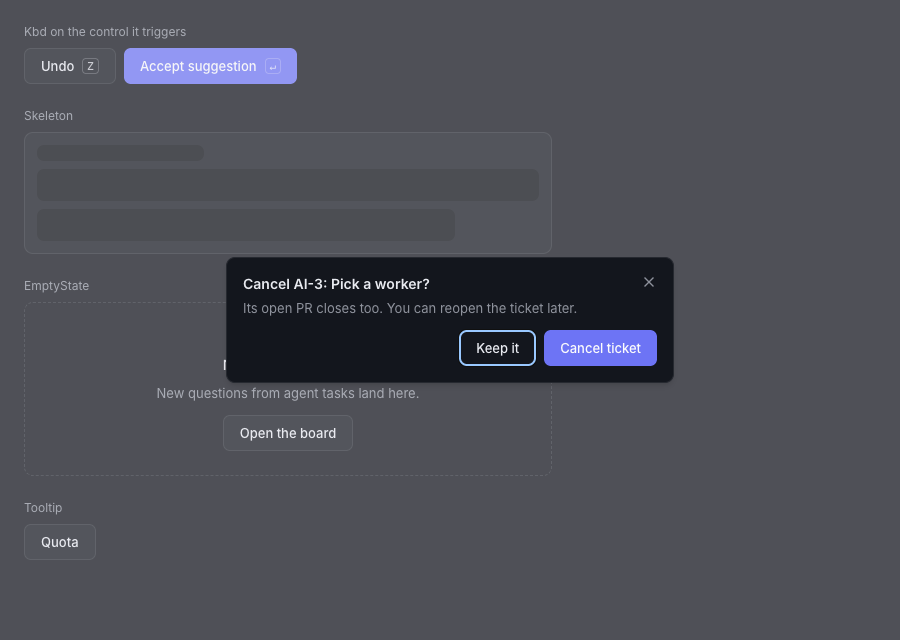 Kbd on the control it triggers
Undo Z
Accept suggestion ↵
Skeleton
EmptyState
Cancel AI-3: Pick a worker?
Its open PR closes too. You can reopen the ticket later.
Keep it
Cancel ticket
New questions from agent tasks land here.
Open the board
Tooltip
Quota